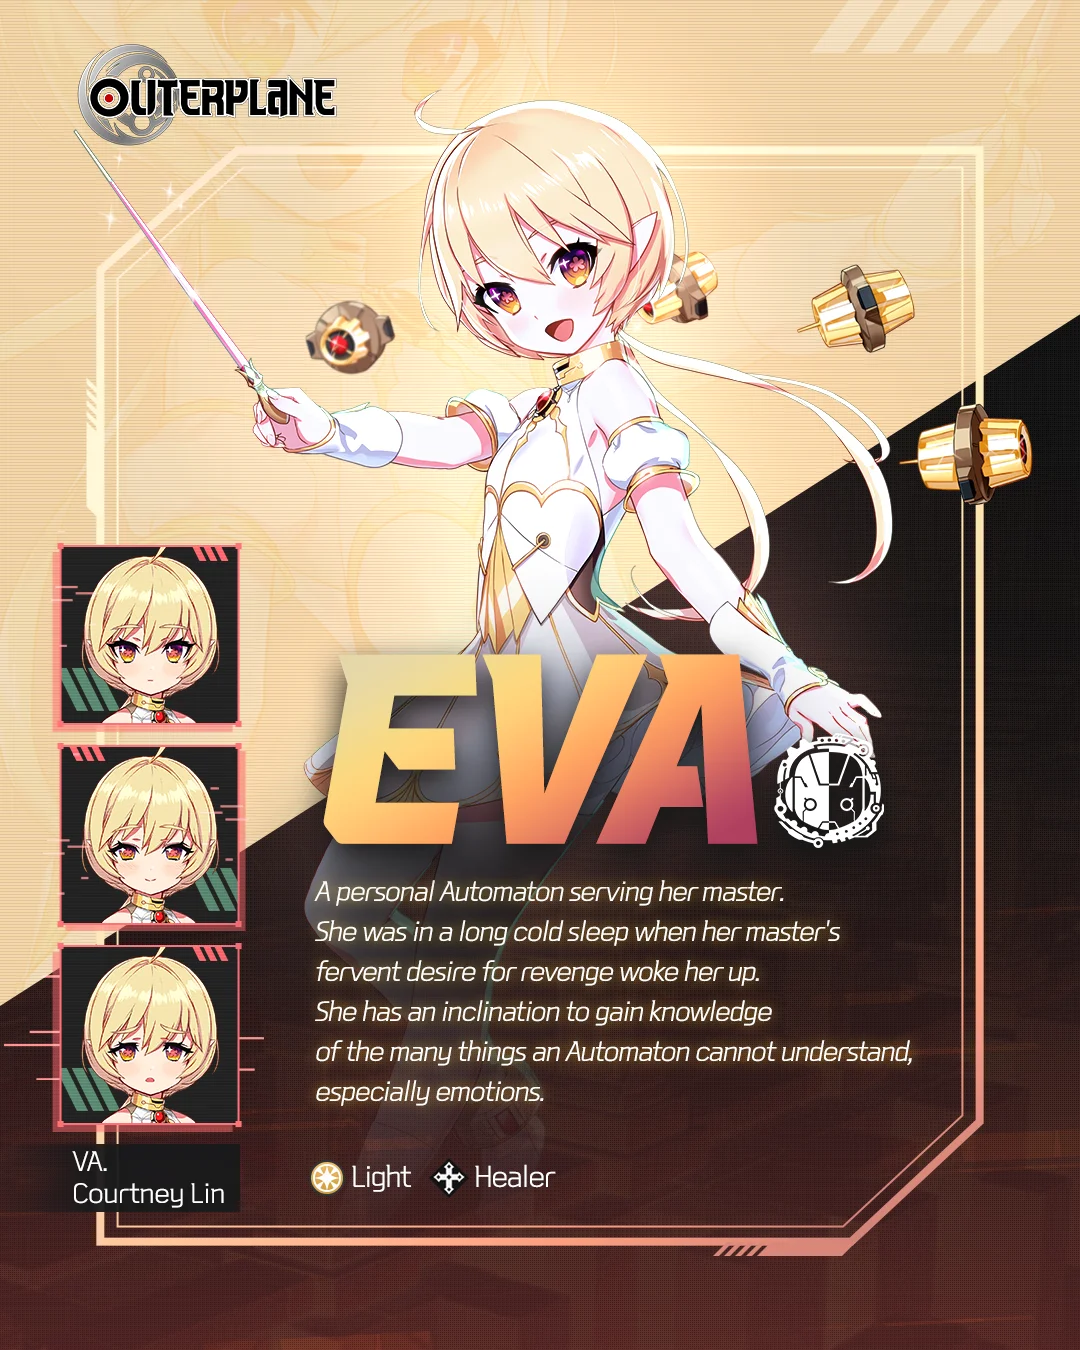 OUTERPLANE
EVA
A personal Automaton serving her master.
She was in a long cold sleep when her master's
fervent desire for revenge woke her up.
She has an inclination to gain knowledge
of the many things an Automaton cannot understand,
especially emotions.
VA.
Courtney Lin
Light Healer